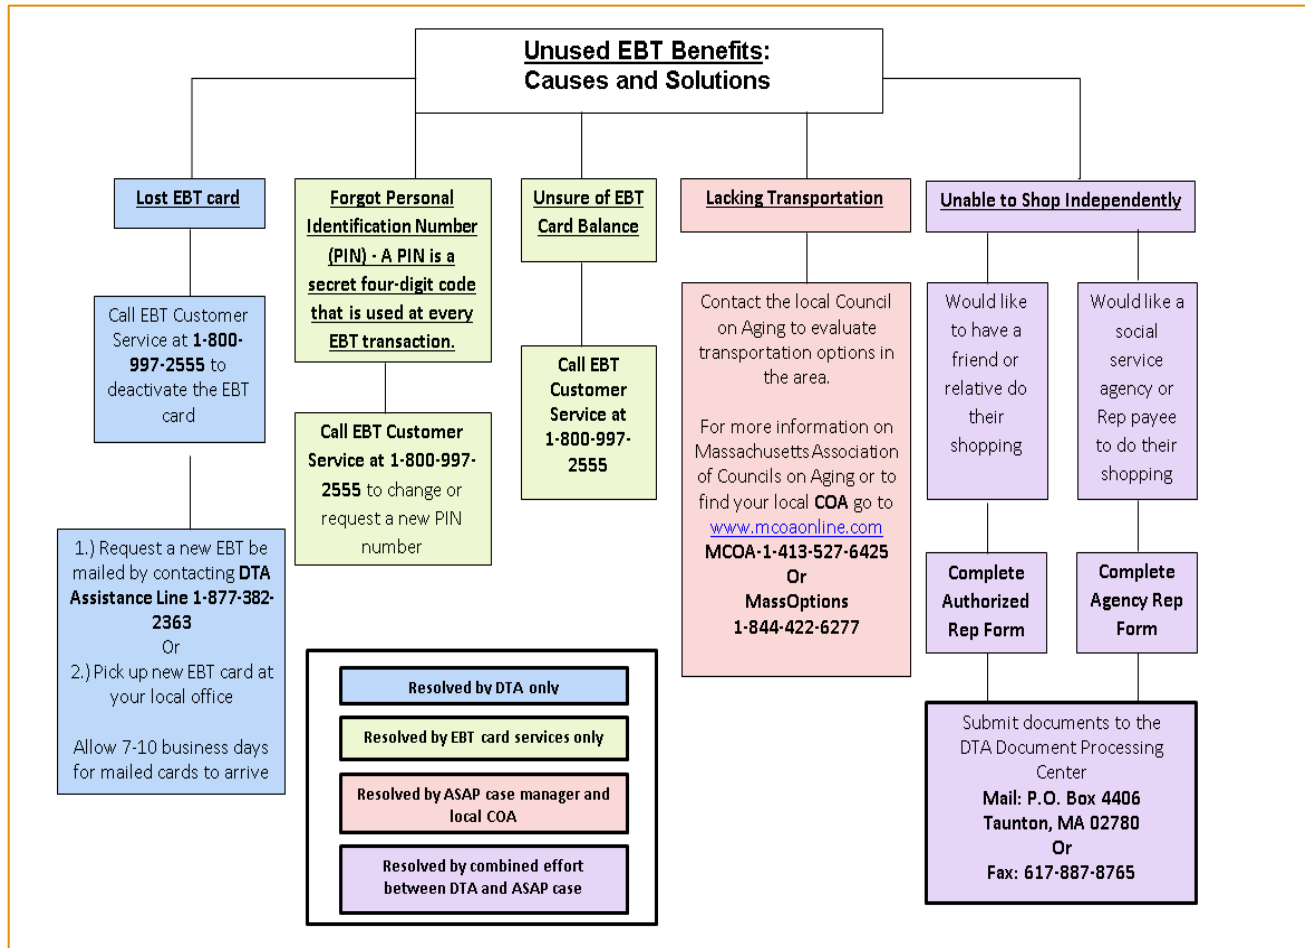 Unused EBT Benefits:
Causes and Solutions
Lost EBT card
Call EBT Customer
Service at 1-800-
997-2555 to
deactivate the EBT
card
1.) Request a new EBT be
mailed by contacting DTA
Assistance Line 1-877-382-
2363
Or
2.) Pick up new EBT card at
your local office
Allow 7-10 business days
for mailed cards to arrive
Forgot Personal
Identification Number
(PIN) - A PIN is a
secret four-digit code
that is used at every
EBT transaction.
Call EBT Customer
Service at 1-800-997-
2555 to change or
request a new PIN
number
Unsure of EBT
Card Balance
Call EBT
Customer
Service at
1-800-997-
2555
Lacking Transportation
Contact the local Council
on Aging to evaluate
transportation options in
the area.
For more information on
Massachusetts Association
of Councils on Aging or to
find your local COA go to
www.mcoaonline.com
MCOA-1-413-527-6425
Or
MassOptions
1-844-422-6277
Unable to Shop Independently
Would like
to have a
friend or
relative do
their
shopping
Complete
Authorized
Rep Form
Would like a
social
service
agency or
Rep payee
to do their
shopping
Complete
Agency Rep
Form
Submit documents to the
DTA Document Processing
Center
Mail: P.O. Box 4406
Taunton, MA 02780
Or
Fax: 617-887-8765
Resolved by DTA only
Resolved by EBT card services only
Resolved by ASAP case manager and
local COA
Resolved by combined effort
between DTA and ASAP case